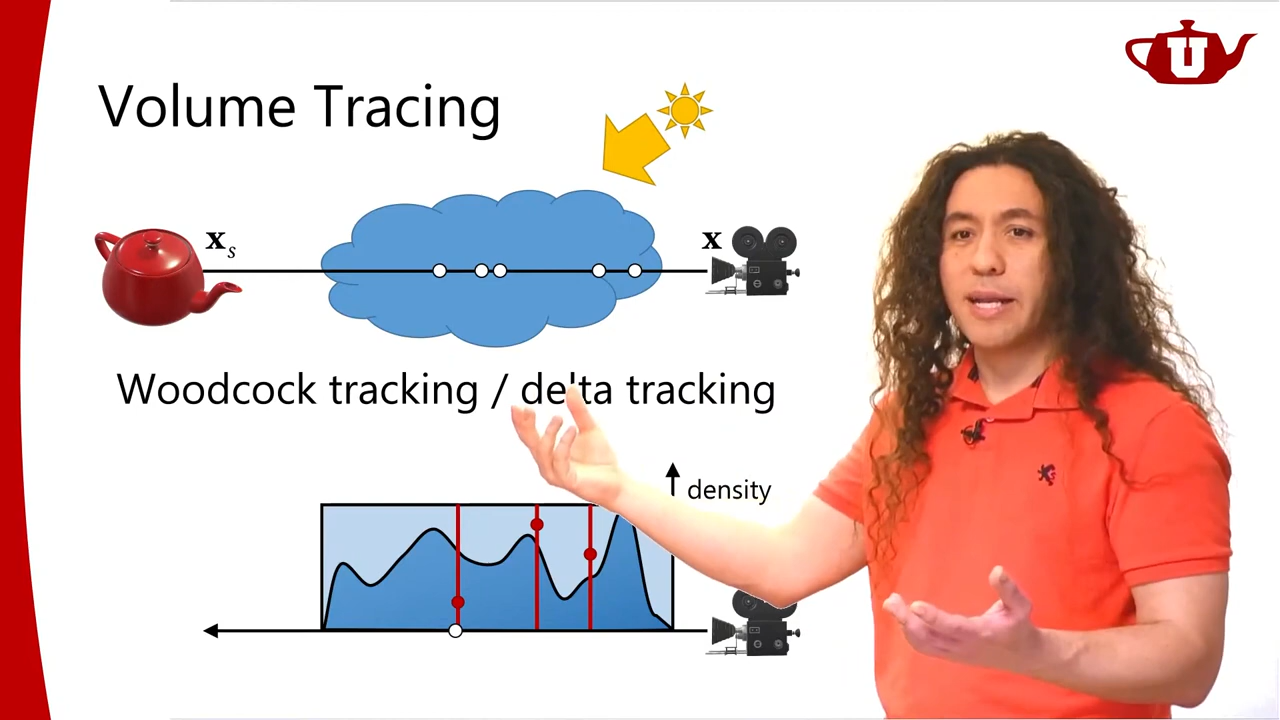 Volume Tracing
U
x_s
x
Woodcock tracking / delta tracking
density